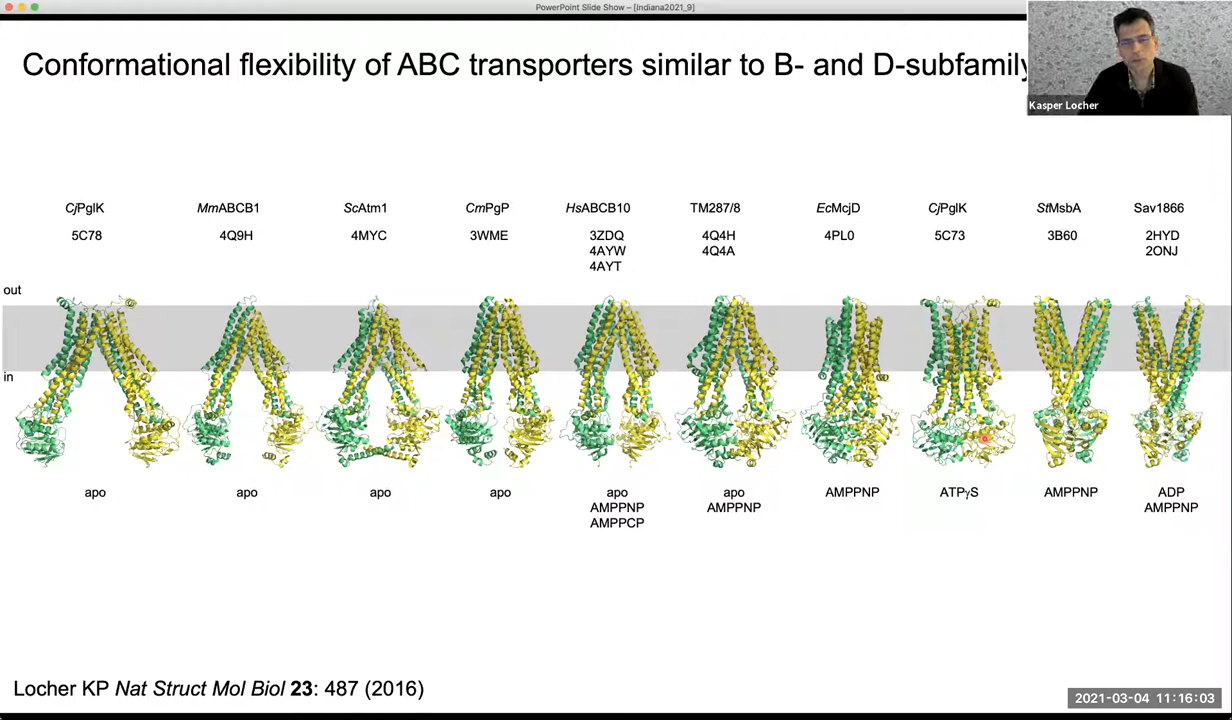 PowerPoint Slide Show – [indiana2021_9]
Conformational flexibility of ABC transporters similar to B- and D-subfamily
Kasper Locher
CjPglK MmABCB1 ScAtm1 CmPgP HsABCB10 TM287/8 EcMcjD CjPglK StMsbA Sav1866
5C78 4Q9H 4MYC 3WME 3ZDQ 4Q4H 4PL0 5C73 3B60 2HYD
4AYW 4Q4A 2ONJ
4AYT
out
in
apo apo apo apo apo apo AMPPNP ATPγS AMPPNP ADP
AMPPNP AMPPNP AMPPNP
AMPPCP
Locher KP Nat Struct Mol Biol 23: 487 (2016)
2021-03-04 11:16:03